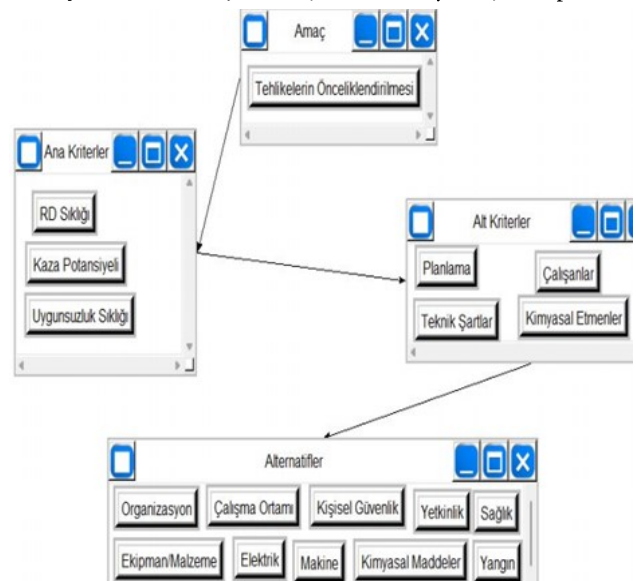 Amaç
Tehlikelerin Önceliklendirilmesi
Ana Kriterler
RD Sıklığı
Kaza Potansiyeli
Uygunsuzluk Sıklığı
Alt Kriterler
Planlama
Çalışanlar
Teknik Şartlar
Kimyasal Etmenler
Alternatifler
Organizasyon
Çalışma Ortamı
Kişisel Güvenlik
Yetkinlik
Sağlık
Ekipman/Malzeme
Elektrik
Makine
Kimyasal Maddeler
Yangın